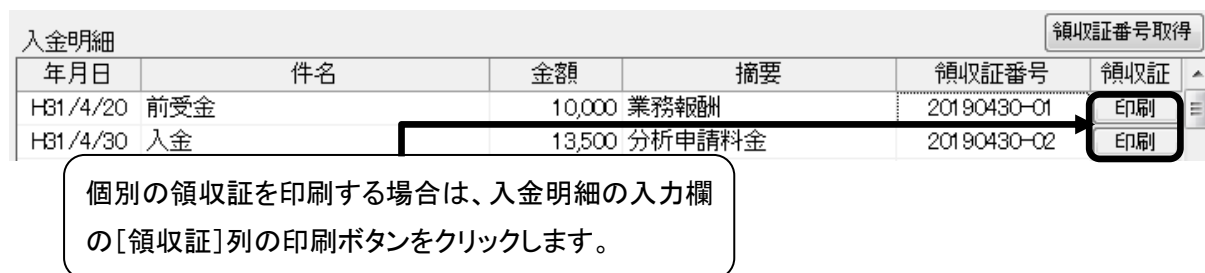 入金明細 領収証番号取得
年月日 件名 金額 摘要 領収証番号 領収証
H31/4/20 前受金 10,000 業務報酬 20190430-01 印刷
H31/4/30 入金 13,500 分析申請料金 20190430-02 印刷
個別の領収証を印刷する場合は、入金明細の入力欄
の[領収証]列の印刷ボタンをクリックします。